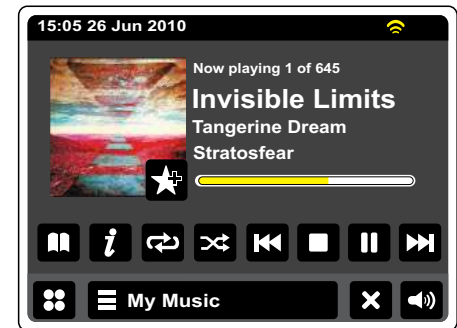 15:05 26 Jun 2010
Now playing 1 of 645
Invisible Limits
Tangerine Dream
Stratosfear
i
My Music